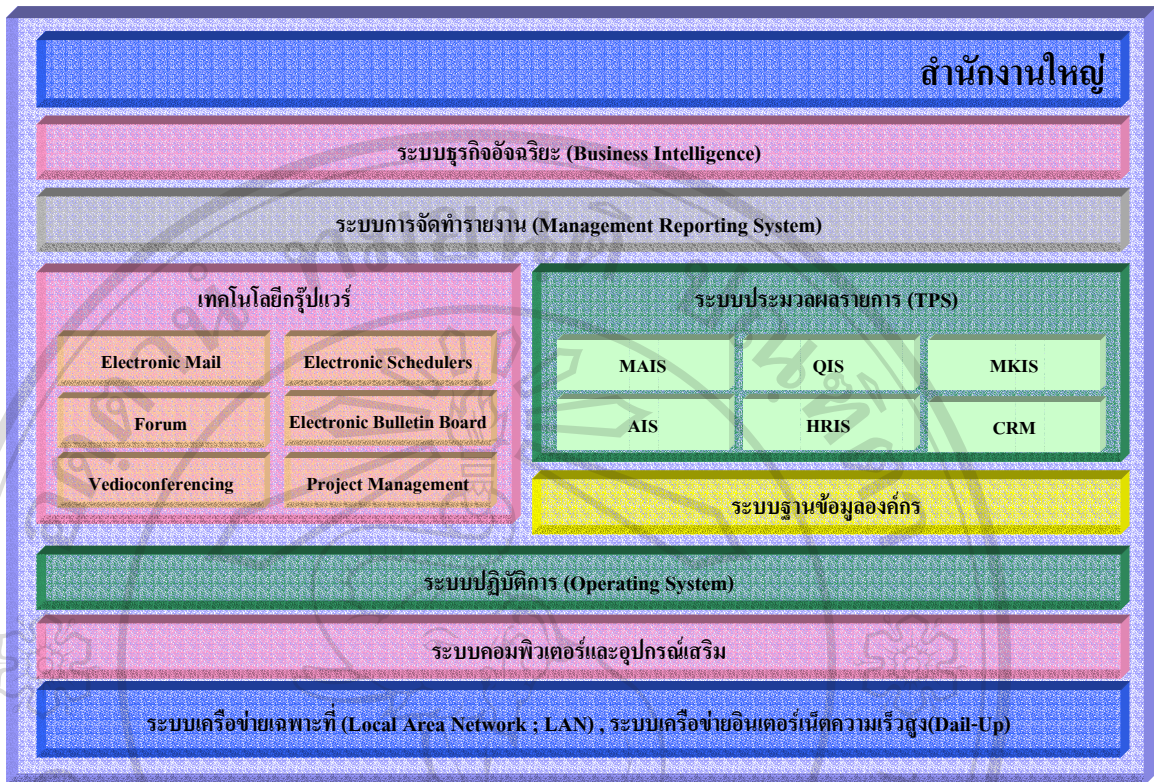 สำนักงานใหญ่
ระบบธุรกิจอัจฉริยะ (Business Intelligence)
ระบบการจัดทำรายงาน (Management Reporting System)
เทคโนโลยีกรุ๊ปแวร์
Electronic Mail
Electronic Schedulers
Forum
Electronic Bulletin Board
Vedioconferencing
Project Management
ระบบประมวลผลรายการ (TPS)
MAIS
QIS
MKIS
AIS
HRIS
CRM
ระบบฐานข้อมูลองค์กร
ระบบปฏิบัติการ (Operating System)
ระบบคอมพิวเตอร์และอุปกรณ์เสริม
ระบบเครือข่ายเฉพาะที่ (Local Area Network ; LAN) , ระบบเครือข่ายอินเตอร์เน็ตความเร็วสูง(Dail-Up)